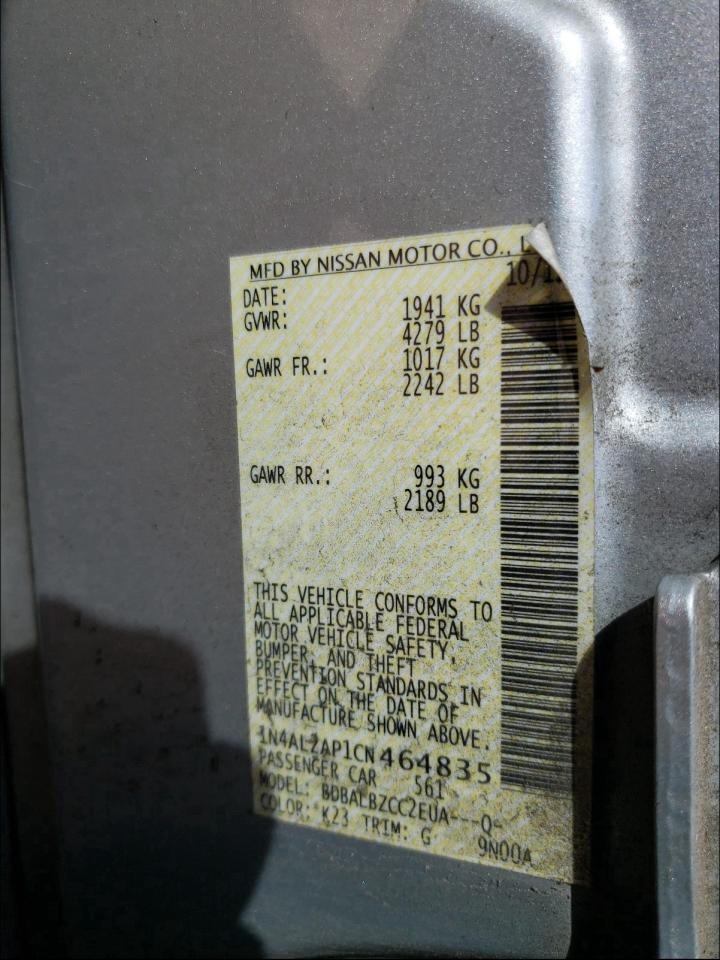 MFD BY NISSAN MOTOR CO., L
DATE: 10/1
GVWR: 1941 KG
4279 LB
GAWR FR.: 1017 KG
2242 LB
GAWR RR.: 993 KG
2189 LB
THIS VEHICLE CONFORMS TO
ALL APPLICABLE FEDERAL
MOTOR VEHICLE SAFETY,
BUMPER, AND THEFT
PREVENTION STANDARDS IN
EFFECT ON THE DATE OF
MANUFACTURE SHOWN ABOVE.
1N4AL2AP1CN464835
PASSENGER CAR 561
MODEL: BDBALBZCC2EUA---Q-
COLOR: K23 TRIM: G 9N00A